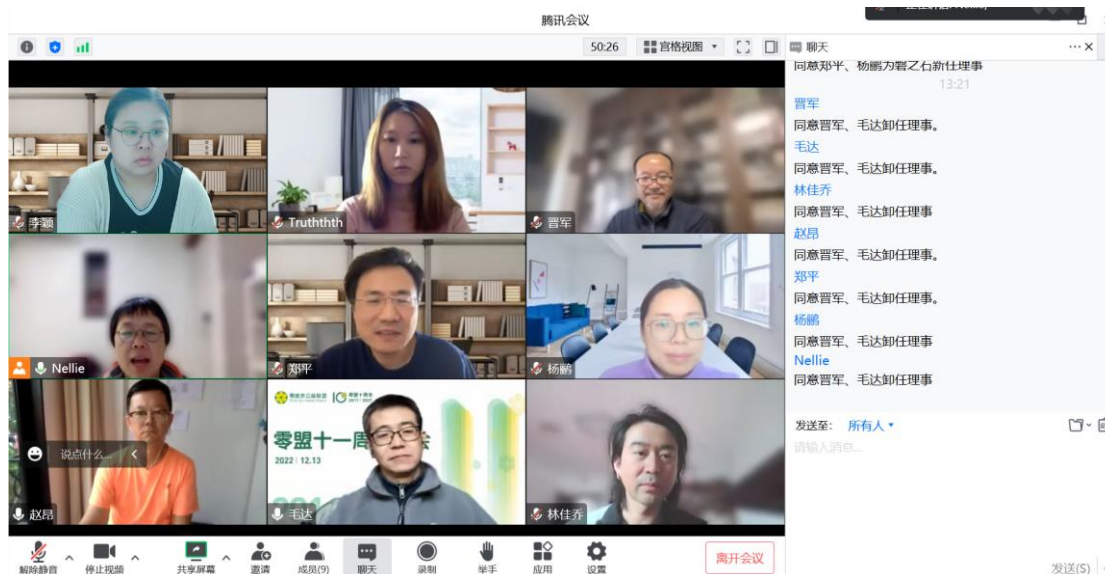 腾讯会议
50:26
宫格视图
聊天
同意郑平、杨鹏为磐之石新任理事
13:21
晋军
同意晋军、毛达卸任理事。
毛达
同意晋军、毛达卸任理事。
林佳乔
同意晋军、毛达卸任理事
赵昂
同意晋军、毛达卸任理事。
郑平
同意晋军、毛达卸任理事。
杨鹏
同意晋军、毛达卸任理事
Nellie
同意晋军、毛达卸任理事
发送至: 所有人
请输入消息...
发送(S)
李颖
Truththth
晋军
Nellie
郑平
杨鹏
说点什么...
赵昂
零盟十一周
会
2022 12.13
毛达
林佳乔
解除静音
停止视频
共享屏幕
邀请
成员(9)
聊天
录制
举手
应用
设置
离开会议